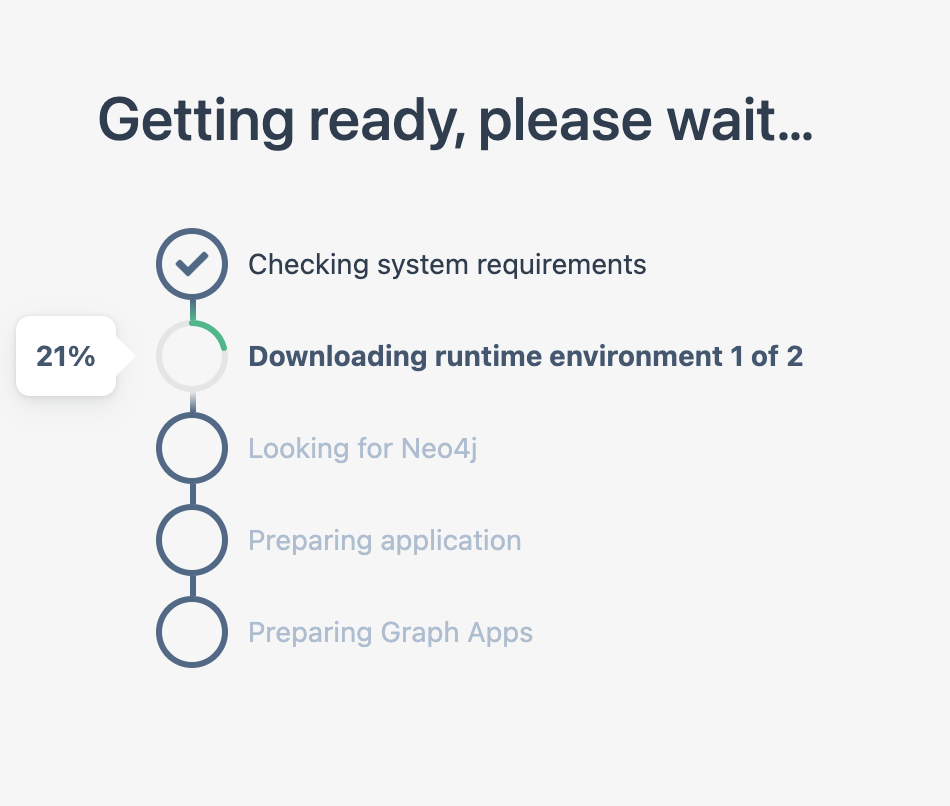 Getting ready, please wait...
Checking system requirements
21%
Downloading runtime environment 1 of 2
Looking for Neo4j
Preparing application
Preparing Graph Apps